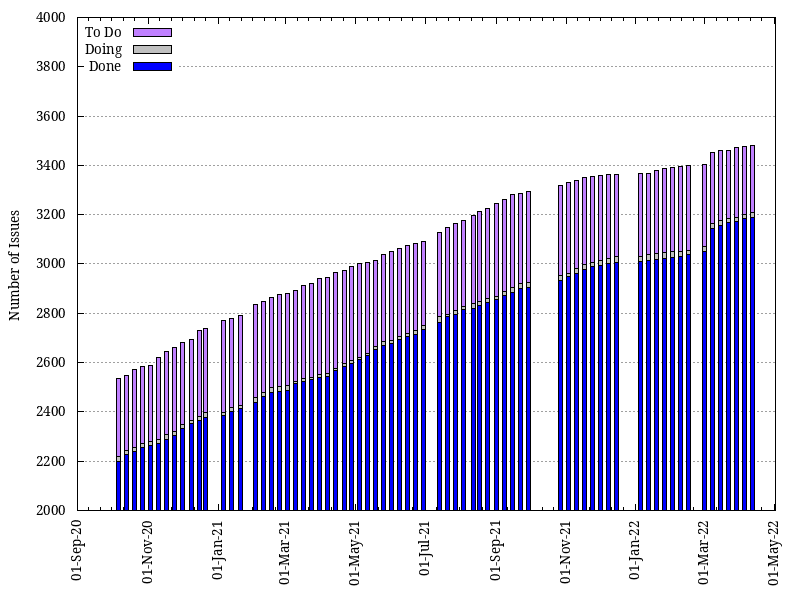 4000
3800
3600
3400
3200
3000
2800
2600
2400
2200
2000
To Do
Doing
Done
Number of Issues
01-Sep-20
01-Nov-20
01-Jan-21
01-Mar-21
01-May-21
01-Jul-21
01-Sep-21
01-Nov-21
01-Jan-22
01-Mar-22
01-May-22